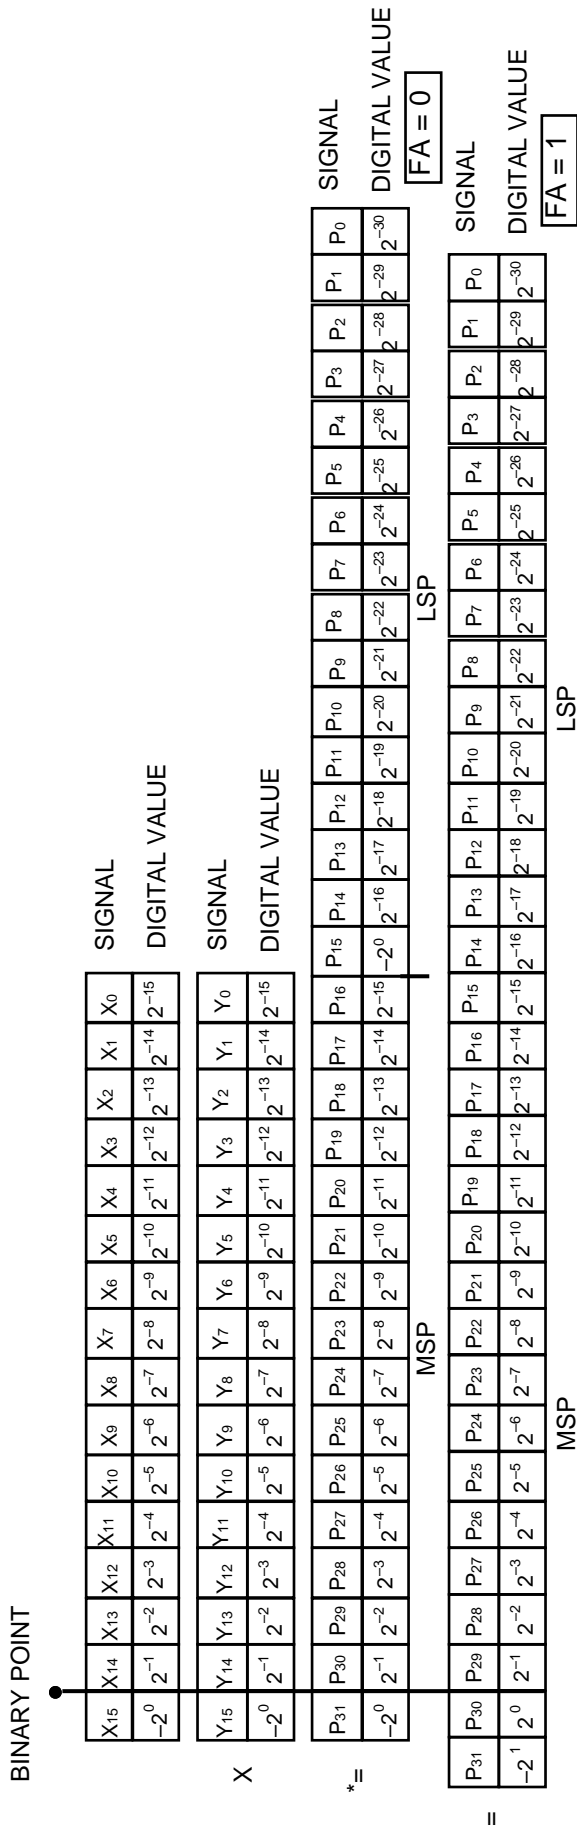 BINARY POINT
X15 X14 X13 X12 X11 X10 X9 X8 X7 X6 X5 X4 X3 X2 X1 X0 SIGNAL
–2⁰ 2⁻¹ 2⁻² 2⁻³ 2⁻⁴ 2⁻⁵ 2⁻⁶ 2⁻⁷ 2⁻⁸ 2⁻⁹ 2⁻¹⁰ 2⁻¹¹ 2⁻¹² 2⁻¹³ 2⁻¹⁴ 2⁻¹⁵ DIGITAL VALUE
X
Y15 Y14 Y13 Y12 Y11 Y10 Y9 Y8 Y7 Y6 Y5 Y4 Y3 Y2 Y1 Y0 SIGNAL
–2⁰ 2⁻¹ 2⁻² 2⁻³ 2⁻⁴ 2⁻⁵ 2⁻⁶ 2⁻⁷ 2⁻⁸ 2⁻⁹ 2⁻¹⁰ 2⁻¹¹ 2⁻¹² 2⁻¹³ 2⁻¹⁴ 2⁻¹⁵ DIGITAL VALUE
*=
P31 P30 P29 P28 P27 P26 P25 P24 P23 P22 P21 P20 P19 P18 P17 P16 P15 P14 P13 P12 P11 P10 P9 P8 P7 P6 P5 P4 P3 P2 P1 P0 SIGNAL
–2⁰ 2⁻¹ 2⁻² 2⁻³ 2⁻⁴ 2⁻⁵ 2⁻⁶ 2⁻⁷ 2⁻⁸ 2⁻⁹ 2⁻¹⁰ 2⁻¹¹ 2⁻¹² 2⁻¹³ 2⁻¹⁴ 2⁻¹⁵ –2⁰ 2⁻¹⁶ 2⁻¹⁷ 2⁻¹⁸ 2⁻¹⁹ 2⁻²⁰ 2⁻²¹ 2⁻²² 2⁻²³ 2⁻²⁴ 2⁻²⁵ 2⁻²⁶ 2⁻²⁷ 2⁻²⁸ 2⁻²⁹ 2⁻³⁰ DIGITAL VALUE
MSP LSP FA = 0
=
P31 P30 P29 P28 P27 P26 P25 P24 P23 P22 P21 P20 P19 P18 P17 P16 P15 P14 P13 P12 P11 P10 P9 P8 P7 P6 P5 P4 P3 P2 P1 P0 SIGNAL
–2¹ 2⁰ 2⁻¹ 2⁻² 2⁻³ 2⁻⁴ 2⁻⁵ 2⁻⁶ 2⁻⁷ 2⁻⁸ 2⁻⁹ 2⁻¹⁰ 2⁻¹¹ 2⁻¹² 2⁻¹³ 2⁻¹⁴ 2⁻¹⁵ 2⁻¹⁶ 2⁻¹⁷ 2⁻¹⁸ 2⁻¹⁹ 2⁻²⁰ 2⁻²¹ 2⁻²² 2⁻²³ 2⁻²⁴ 2⁻²⁵ 2⁻²⁶ 2⁻²⁷ 2⁻²⁸ 2⁻²⁹ 2⁻³⁰ DIGITAL VALUE
MSP LSP FA = 1